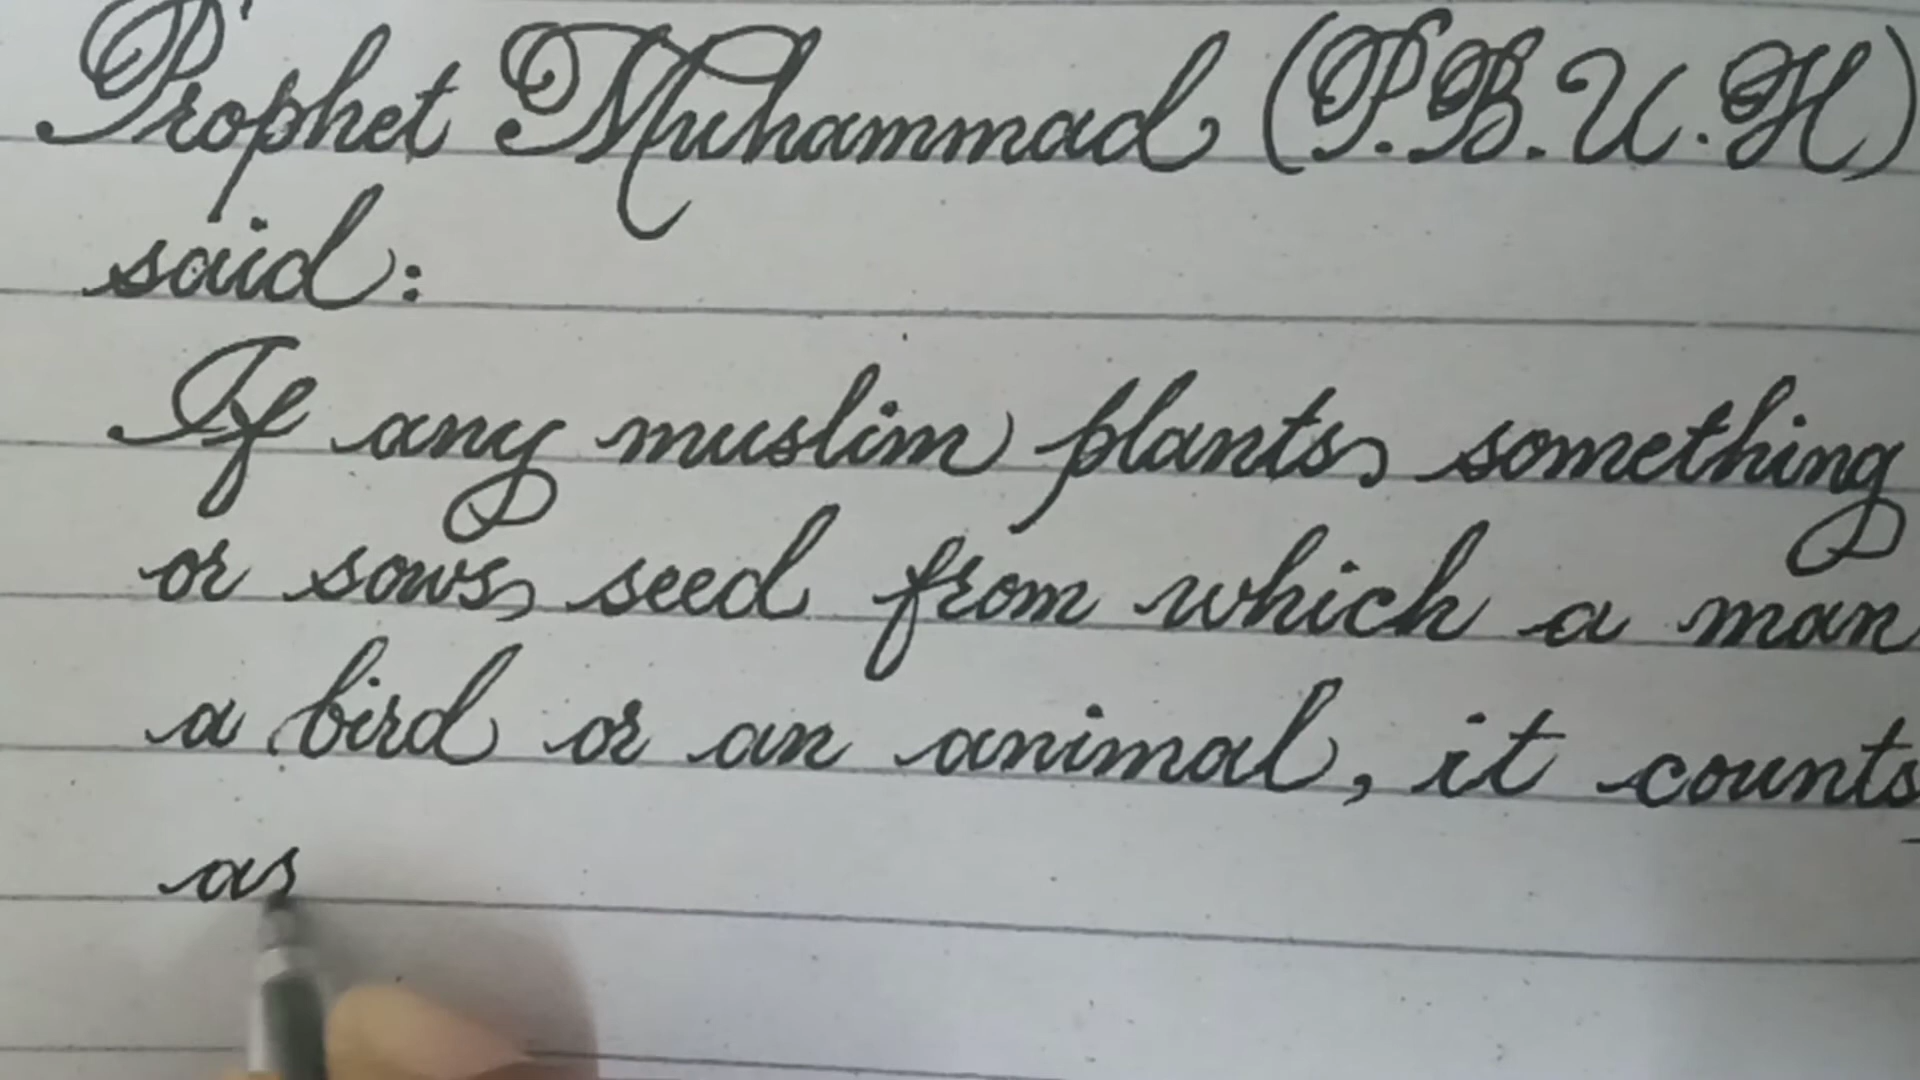 Prophet Muhammad (P.B.U.H)
said:
If any muslim plants something
or sows seed from which a man
a bird or an animal, it counts
as